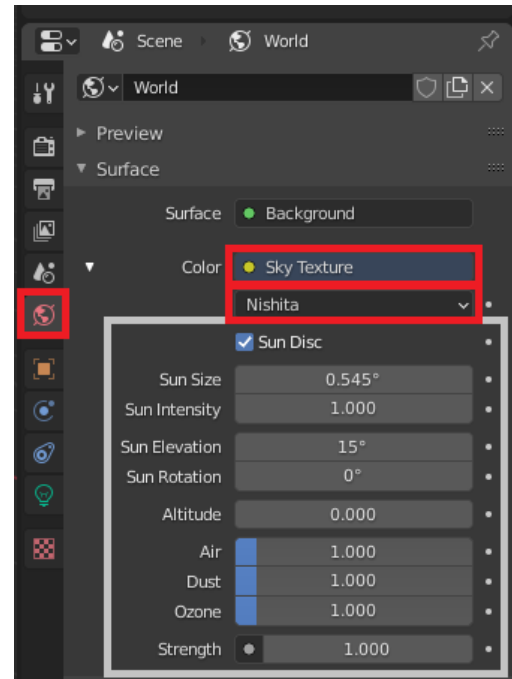 Scene World
World
Preview
Surface
Surface Background
Color Sky Texture
Nishita
Sun Disc
Sun Size 0.545°
Sun Intensity 1.000
Sun Elevation 15°
Sun Rotation 0°
Altitude 0.000
Air 1.000
Dust 1.000
Ozone 1.000
Strength 1.000